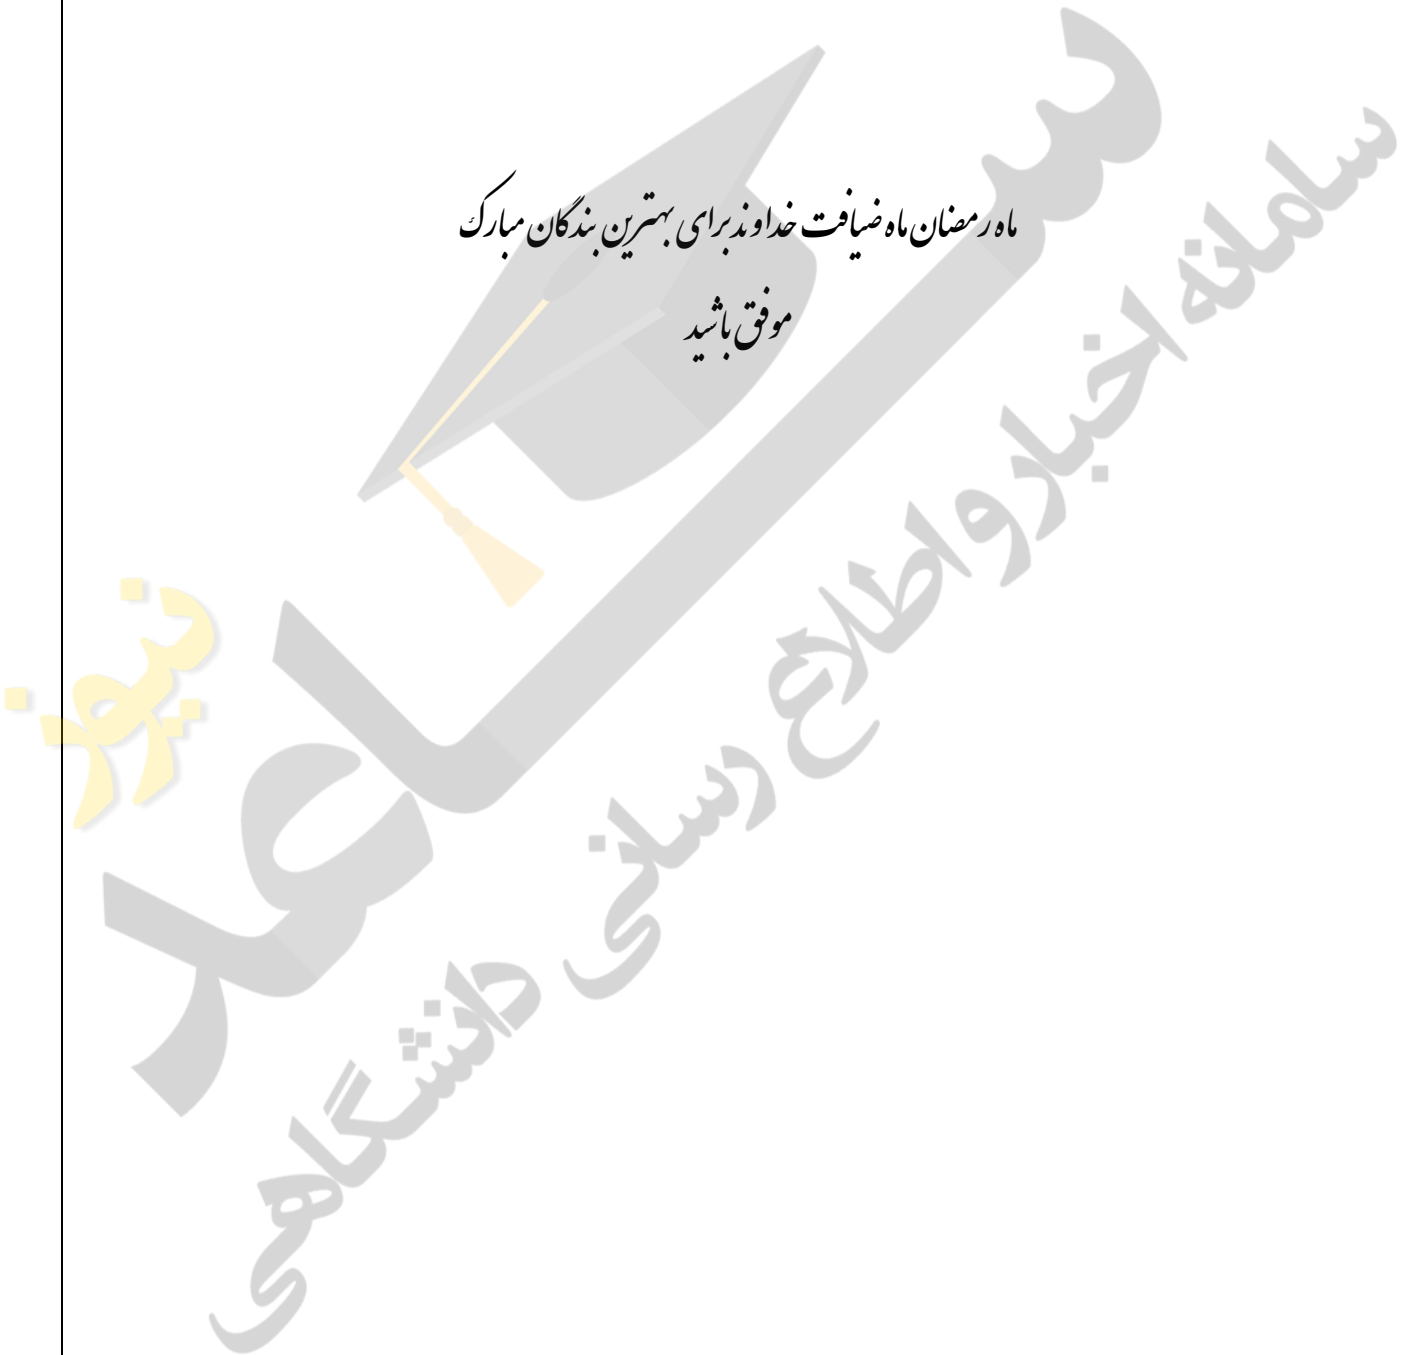 ماه رمضان ماه ضیافت خداوند برای بهترین بندگان مبارک
موفق باشید
ساعد
نیوز
سامانه اخبار و اطلاع رسانی دانشگاهی